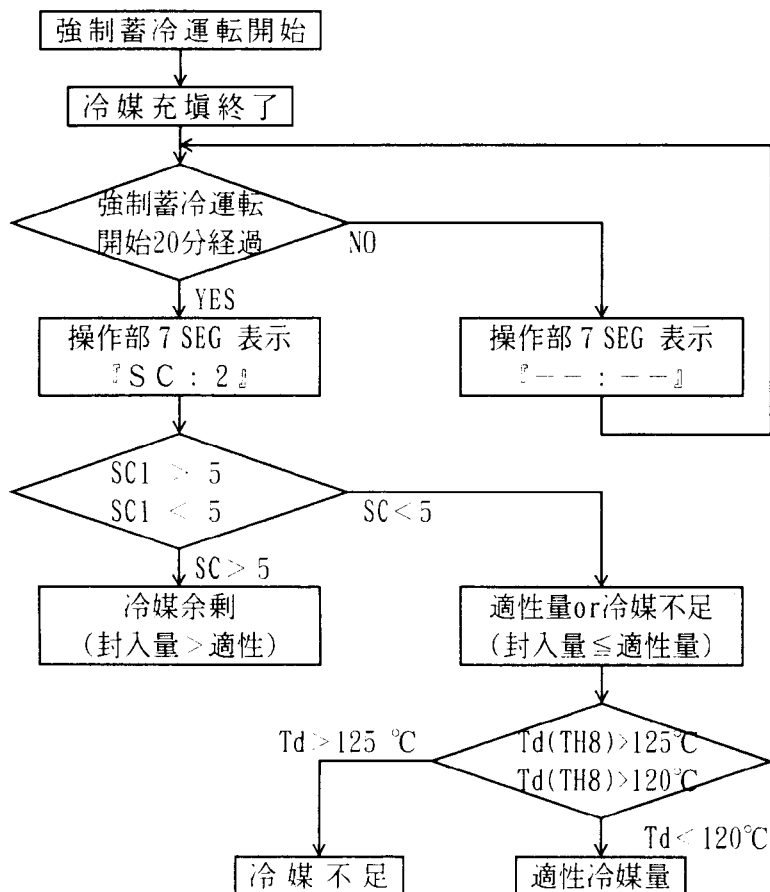 強制蓄冷運転開始
冷媒充塡終了
強制蓄冷運転
開始20分経過
NO
YES
操作部 7 SEG 表示
『SC:2』
操作部 7 SEG 表示
『−−:−−』
SC1 > 5
SC1 < 5
SC<5
SC>5
冷媒余剰
(封入量>適性)
適性量or冷媒不足
(封入量≦適性量)
Td>125 ℃
Td(TH8)>125℃
Td(TH8)>120℃
Td<120℃
冷媒不足
適性冷媒量